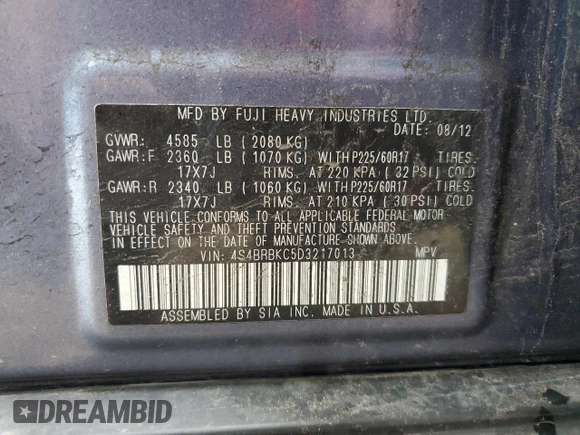 MFD BY FUJI HEAVY INDUSTRIES LTD.
DATE: 08/12
GVWR: 4585 LB ( 2080 KG)
GAWR: F 2360 LB ( 1070 KG) WITH P225/60R17 TIRES,
17X7J RIMS, AT 220 KPA ( 32 PSI) COLD
GAWR: R 2340 LB ( 1060 KG) WITH P225/60R17 TIRES,
17X7J RIMS, AT 210 KPA ( 30 PSI) COLD
THIS VEHICLE CONFORMS TO ALL APPLICABLE FEDERAL MOTOR
VEHICLE SAFETY AND THEFT PREVENTION STANDARDS
IN EFFECT ON THE DATE OF MANUFACTURE SHOWN ABOVE.
VIN: 4S4BRBKC5D3217013 MPV
ASSEMBLED BY SIA INC. MADE IN U.S.A.
DREAMBID